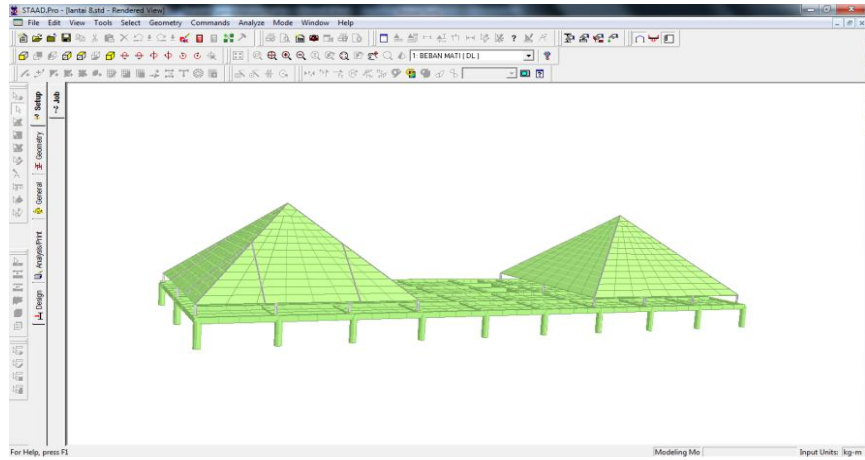 STAAD.Pro - [lantai 8.std - Rendered View]
File Edit View Tools Select Geometry Commands Analyze Mode Window Help
1: BEBAN MATI ( DL )
Setup
Job
Geometry
General
Analysis/Print
Design
For Help, press F1
Modeling Mo
Input Units: kg-m